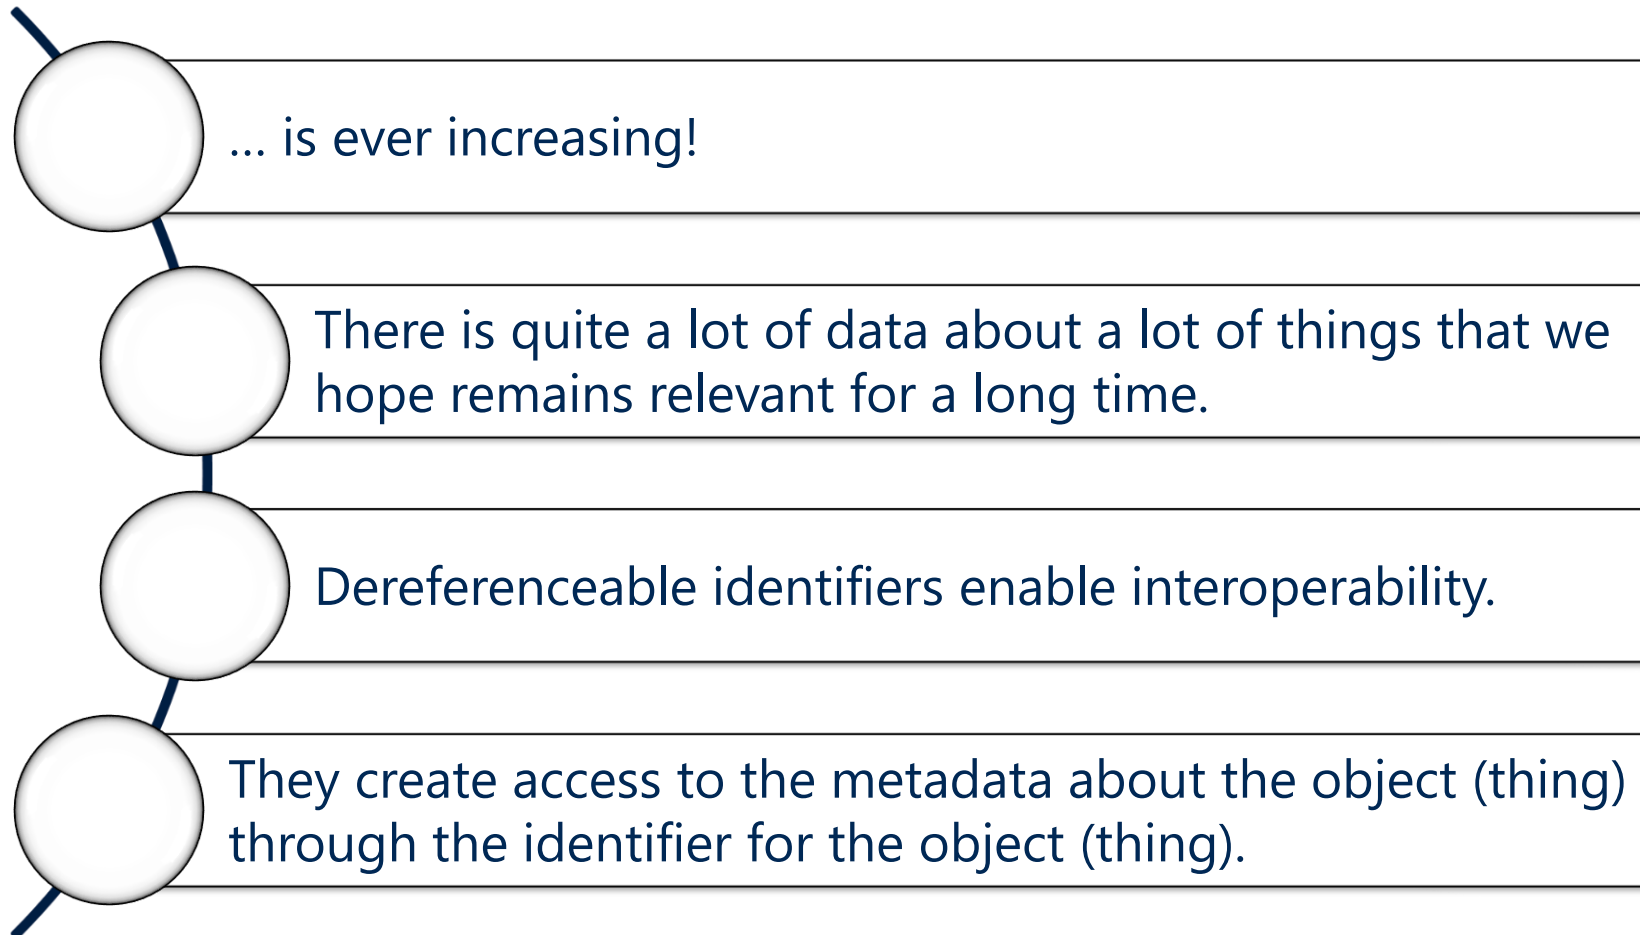 ... is ever increasing!
There is quite a lot of data about a lot of things that we
hope remains relevant for a long time.
Dereferenceable identifiers enable interoperability.
They create access to the metadata about the object (thing)
through the identifier for the object (thing).